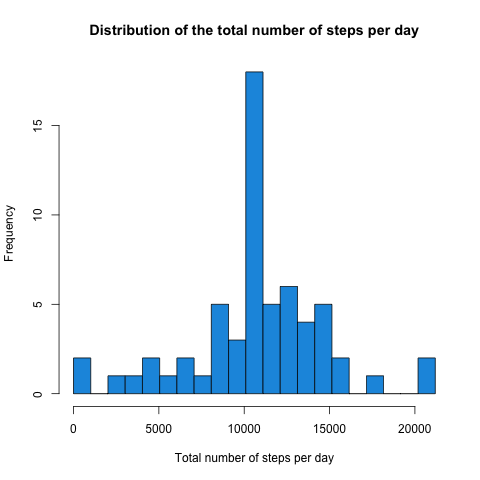 Distribution of the total number of steps per day
Frequency
15
10
5
0
0 5000 10000 15000 20000
Total number of steps per day